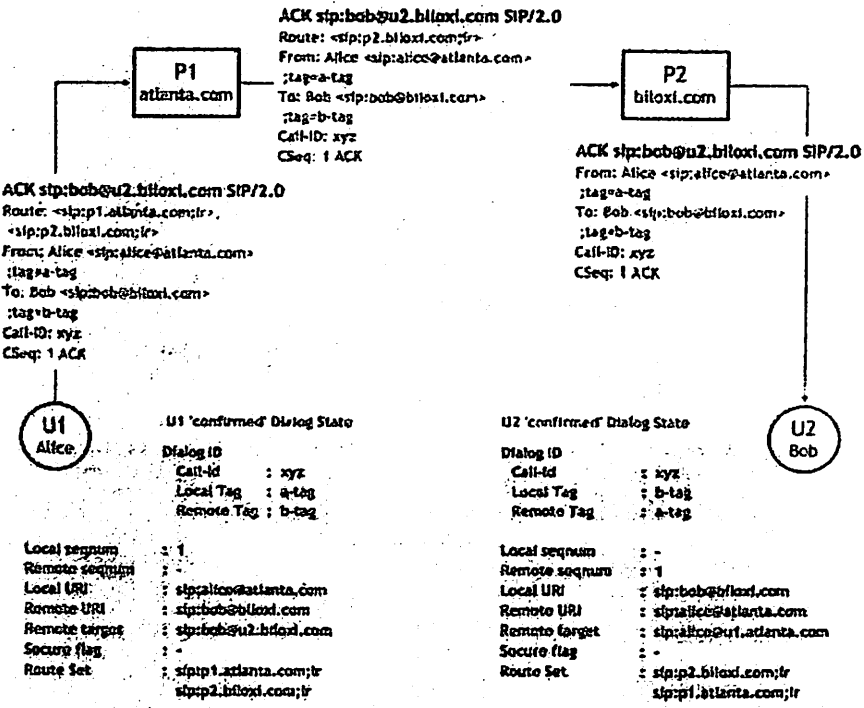 ACK sip:bob@u2.biloxi.com SIP/2.0
Route: <sip:p2.biloxi.com;lr>
From: Alice <sip:alice@atlanta.com>
;tag=a-tag
To: Bob <sip:bob@biloxi.com>
;tag=b-tag
Call-ID: xyz
CSeq: 1 ACK
P1
atlanta.com
P2
biloxi.com
ACK sip:bob@u2.biloxi.com SIP/2.0
From: Alice <sip:alice@atlanta.com>
;tag=a-tag
To: Bob <sip:bob@biloxi.com>
;tag=b-tag
Call-ID: xyz
CSeq: 1 ACK
ACK sip:bob@u2.biloxi.com SIP/2.0
Route: <sip:p1.atlanta.com;lr>,
<sip:p2.biloxi.com;lr>
From: Alice <sip:alice@atlanta.com>
;tag=a-tag
To: Bob <sip:bob@biloxi.com>
;tag=b-tag
Call-ID: xyz
CSeq: 1 ACK
U1
Alice
U1 'confirmed' Dialog State
Dialog ID
Call-Id : xyz
Local Tag : a-tag
Remote Tag : b-tag
Local seqnum : 1
Remote seqnum : -
Local URI : sip:alice@atlanta.com
Remote URI : sip:bob@biloxi.com
Remote target : sip:bob@u2.biloxi.com
Secure flag : -
Route Set : sip:p1.atlanta.com;lr
sip:p2.biloxi.com;lr
U2 'confirmed' Dialog State
Dialog ID
Call-Id : xyz
Local Tag : b-tag
Remote Tag : a-tag
Local seqnum : -
Remote seqnum : 1
Local URI : sip:bob@biloxi.com
Remote URI : sip:alice@atlanta.com
Remote target : sip:alice@u1.atlanta.com
Secure flag : -
Route Set : sip:p2.biloxi.com;lr
sip:p1.atlanta.com;lr
U2
Bob